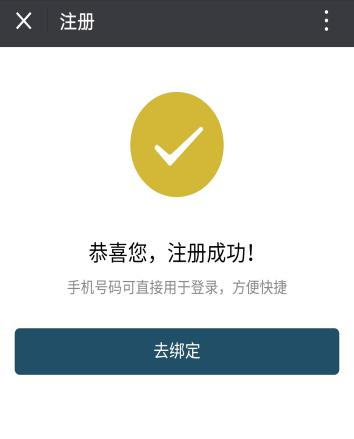 注册
恭喜您，注册成功！
手机号码可直接用于登录，方便快捷
去绑定